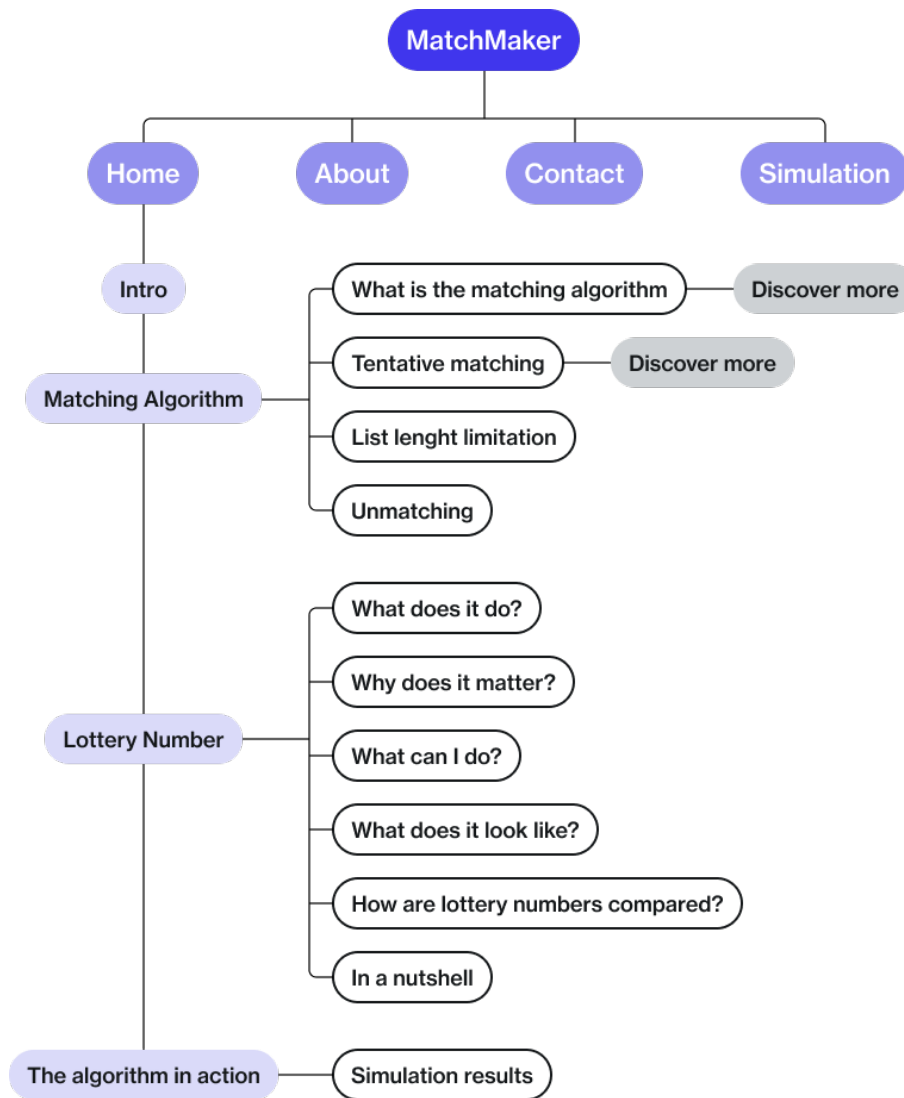 MatchMaker
Home
About
Contact
Simulation
Intro
What is the matching algorithm
Discover more
Tentative matching
Discover more
Matching Algorithm
List lenght limitation
Unmatching
What does it do?
Why does it matter?
Lottery Number
What can I do?
What does it look like?
How are lottery numbers compared?
In a nutshell
The algorithm in action
Simulation results